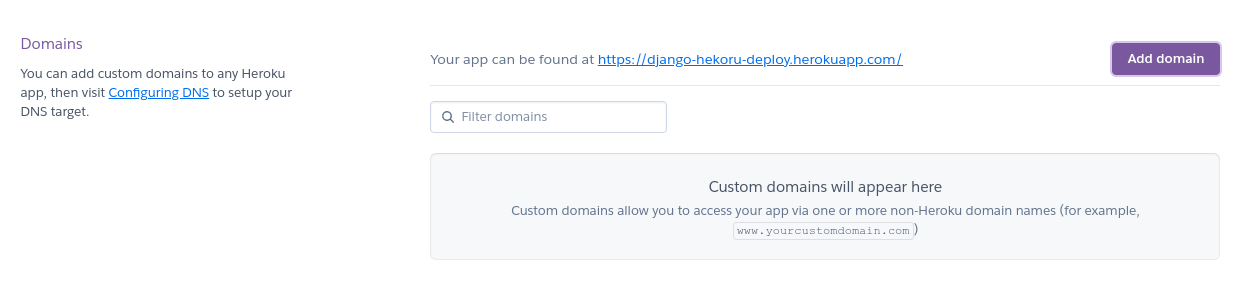 Domains
You can add custom domains to any Heroku
app, then visit Configuring DNS to setup your
DNS target.
Your app can be found at https://django-hekoru-deploy.herokuapp.com/
Add domain
Filter domains
Custom domains will appear here
Custom domains allow you to access your app via one or more non-Heroku domain names (for example,
www.yourcustomdomain.com)